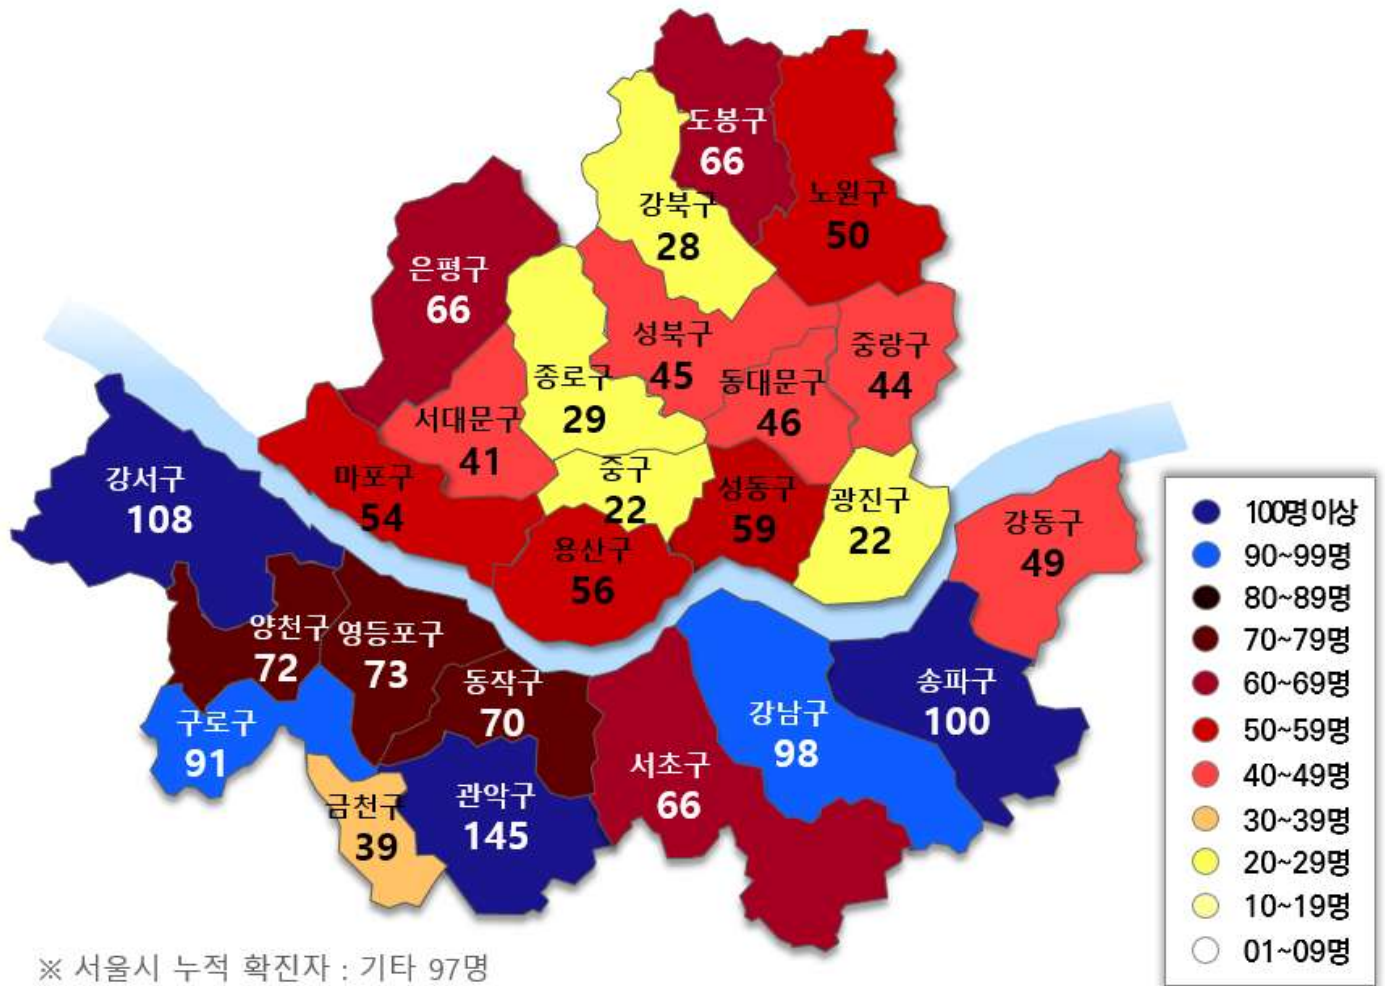 도봉구
66
노원구
50
강북구
28
은평구
66
성북구
45
중랑구
44
종로구
29
동대문구
46
서대문구
41
중구
22
성동구
59
광진구
22
마포구
54
용산구
56
강서구
108
강동구
49
양천구
72
영등포구
73
동작구
70
구로구
91
금천구
39
관악구
145
서초구
66
강남구
98
송파구
100
100명 이상
90~99명
80~89명
70~79명
60~69명
50~59명
40~49명
30~39명
20~29명
10~19명
01~09명
※ 서울시 누적 확진자 : 기타 97명